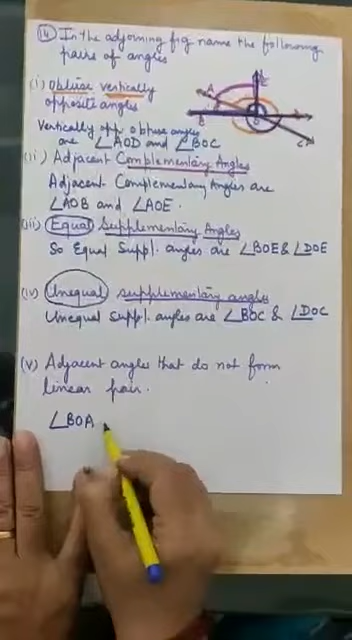 14 In the adjoining fig name the following
pairs of angles
(i) Obtuse vertically
opposite angles
Vertically opp. obtuse angles
are ∠AOD and ∠BOC
(ii) Adjacent Complementary Angles
Adjacent Complementary Angles are
∠AOB and ∠AOE.
(iii) Equal Supplementary Angles
So Equal Suppl. angles are ∠BOE & ∠DOE
(iv) Unequal supplementary angles
Unequal suppl. angles are ∠BOC & ∠DOC
(v) Adjacent angles that do not form
linear pair.
∠BOA
A
E
B
O
C